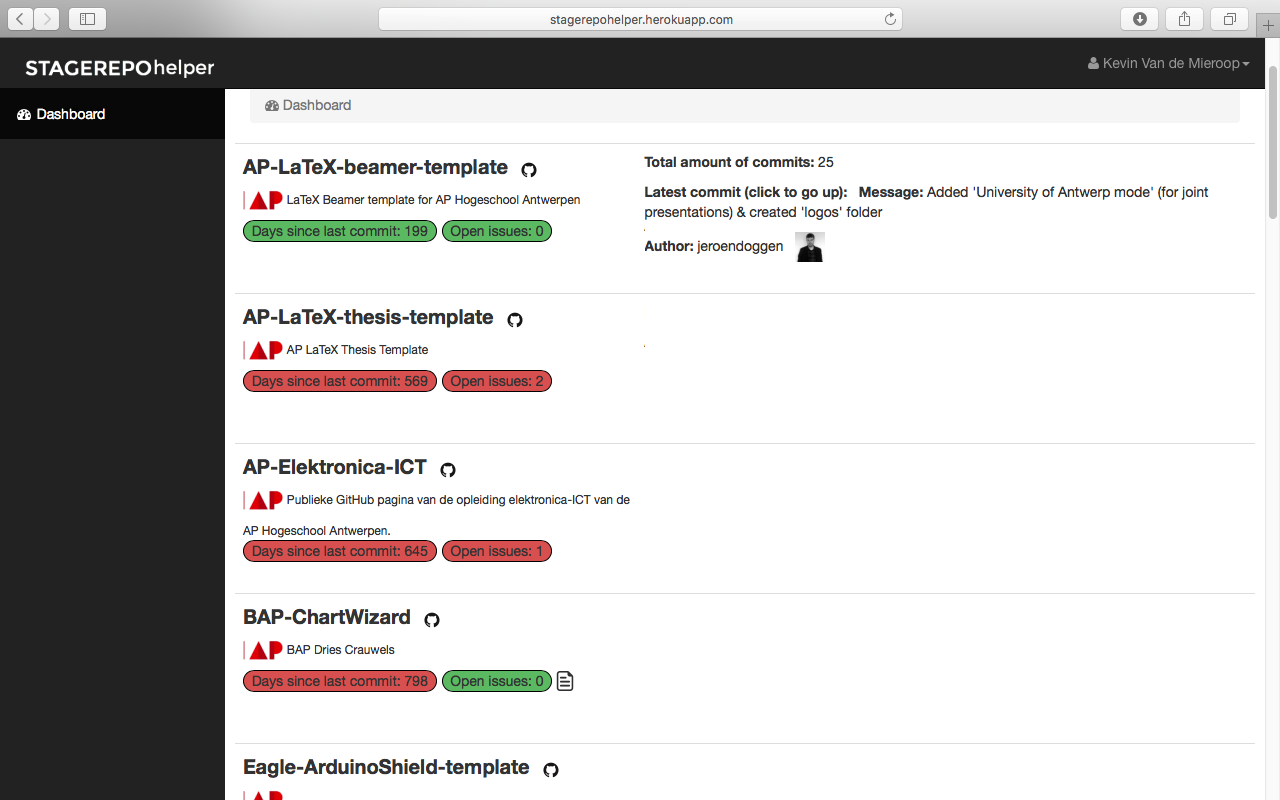 stagerepohelper.herokuapp.com
STAGEREPOhelper
Kevin Van de Mieroop
Dashboard
Dashboard
AP-LaTeX-beamer-template
AP LaTeX Beamer template for AP Hogeschool Antwerpen
Days since last commit: 199 Open issues: 0
Total amount of commits: 25
Latest commit (click to go up): Message: Added 'University of Antwerp mode' (for joint
presentations) & created 'logos' folder
Author: jeroendoggen
AP-LaTeX-thesis-template
AP AP LaTeX Thesis Template
Days since last commit: 569 Open issues: 2
AP-Elektronica-ICT
AP Publieke GitHub pagina van de opleiding elektronica-ICT van de
AP Hogeschool Antwerpen.
Days since last commit: 645 Open issues: 1
BAP-ChartWizard
AP BAP Dries Crauwels
Days since last commit: 798 Open issues: 0
Eagle-ArduinoShield-template
AP